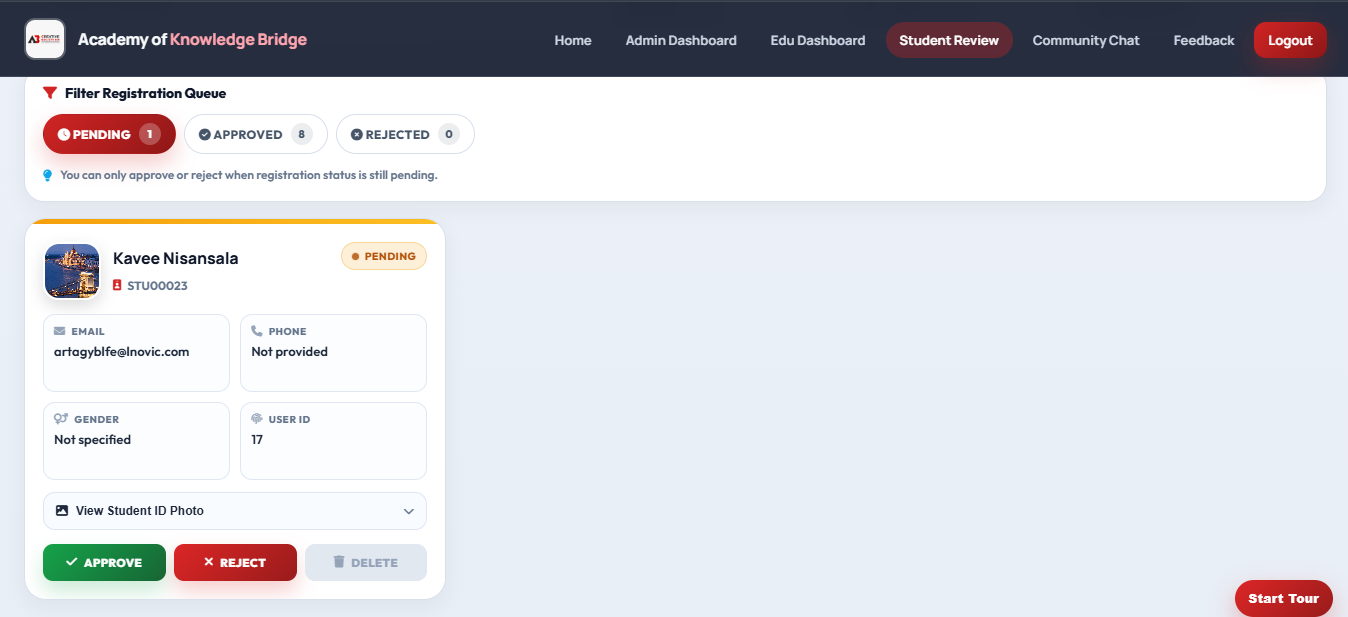 Academy of Knowledge Bridge
Home Admin Dashboard Edu Dashboard Student Review Community Chat Feedback Logout
Filter Registration Queue
PENDING 1 APPROVED 8 REJECTED 0
You can only approve or reject when registration status is still pending.
Kavee Nisansala
PENDING
STU00023
EMAIL
artagyblfe@lnovic.com
PHONE
Not provided
GENDER
Not specified
USER ID
17
View Student ID Photo
APPROVE REJECT DELETE
Start Tour